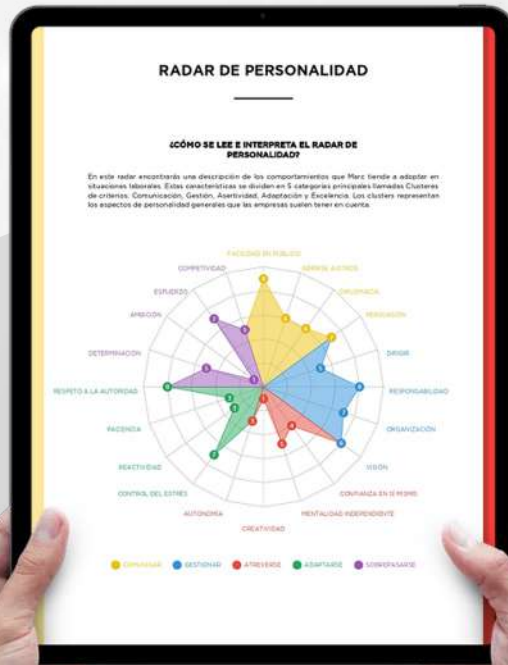 RADAR DE PERSONALIDAD
¿CÓMO SE LEE E INTERPRETA EL RADAR DE
PERSONALIDAD?
En este radar encontrarás una descripción de los comportamientos que Marc tiende a adoptar en
situaciones laborales. Estas características se dividen en 5 categorías principales llamadas Clusteres
de criterios: Comunicación, Gestión, Asertividad, Adaptación y Excelencia. Los clusters representan
los aspectos de personalidad generales que las empresas suelen tener en cuenta.
FACILIDAD EN PÚBLICO
COMPETIVIDAD
ESFUERZO
DIPLOMACIA
AMBICIÓN
PERSUASIÓN
DETERMINACIÓN
DIRIGIR
RESPETO A LA AUTORIDAD
RESPONSABILIDAD
PACIENCIA
ORGANIZACIÓN
REACTIVIDAD
VISIÓN
CONTROL DEL ESTRÉS
CONFIANZA EN SÍ MISMO
AUTONOMÍA
MENTALIDAD INDEPENDIENTE
CREATIVIDAD
COMUNICAR
GESTIONAR
ATREVERSE
ADAPTARSE
SOBREPASARSE